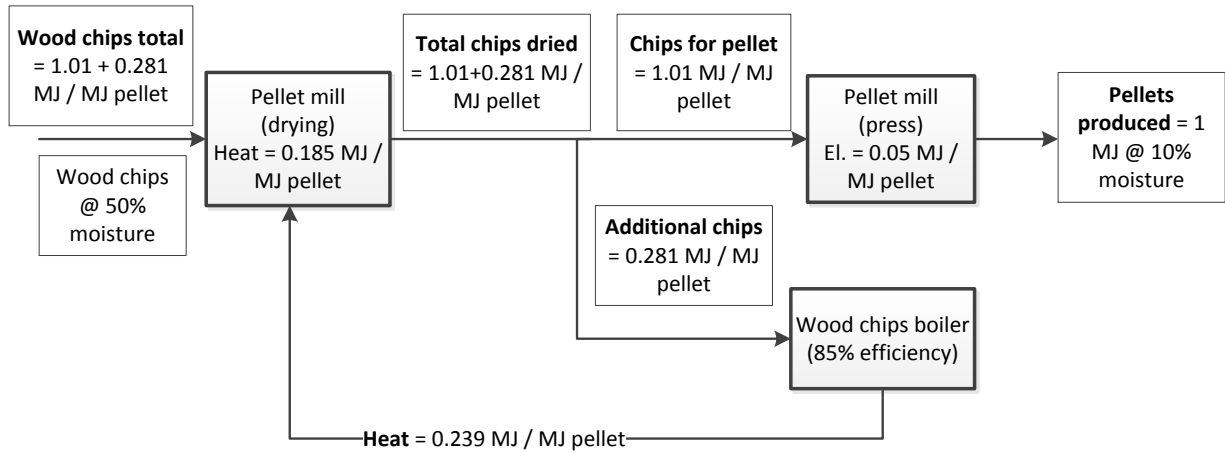 Wood chips total
= 1.01 + 0.281
MJ / MJ pellet
Wood chips
@ 50%
moisture
Pellet mill
(drying)
Heat = 0.185 MJ /
MJ pellet
Total chips dried
= 1.01+0.281 MJ /
MJ pellet
Chips for pellet
= 1.01 MJ / MJ
pellet
Pellet mill
(press)
El. = 0.05 MJ /
MJ pellet
Pellets
produced = 1
MJ @ 10%
moisture
Additional chips
= 0.281 MJ / MJ
pellet
Wood chips boiler
(85% efficiency)
Heat = 0.239 MJ / MJ pellet